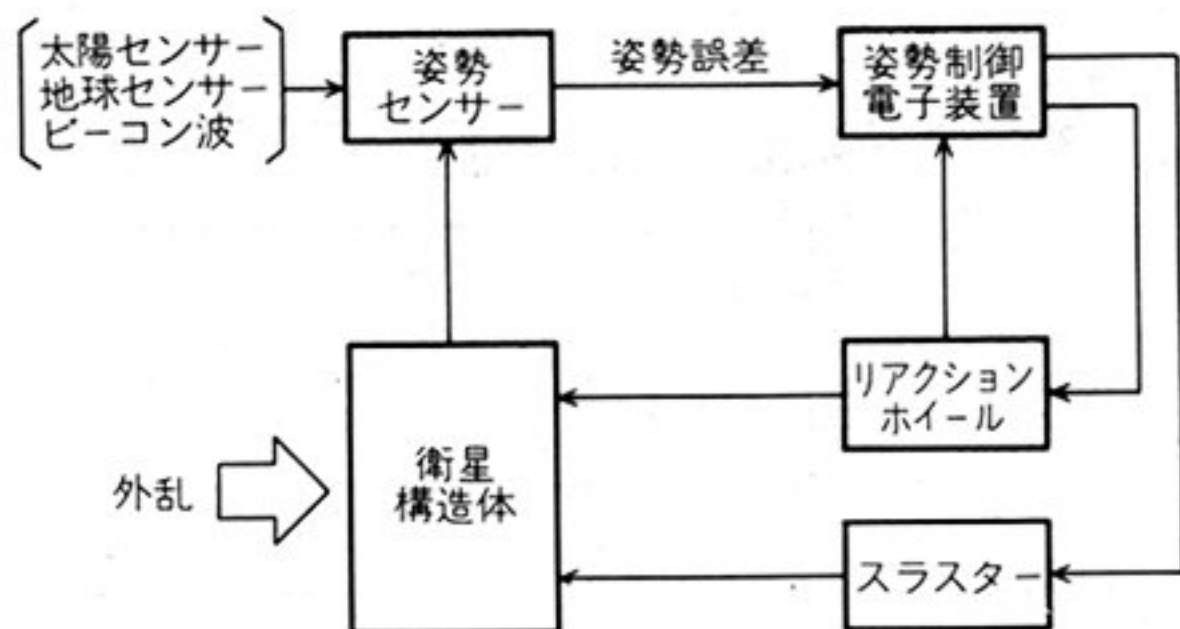 太陽センサー
地球センサー
ビーコン波
姿勢
センサー
姿勢誤差
姿勢制御
電子装置
リアクション
ホイール
外乱
衛星
構造体
スラスター